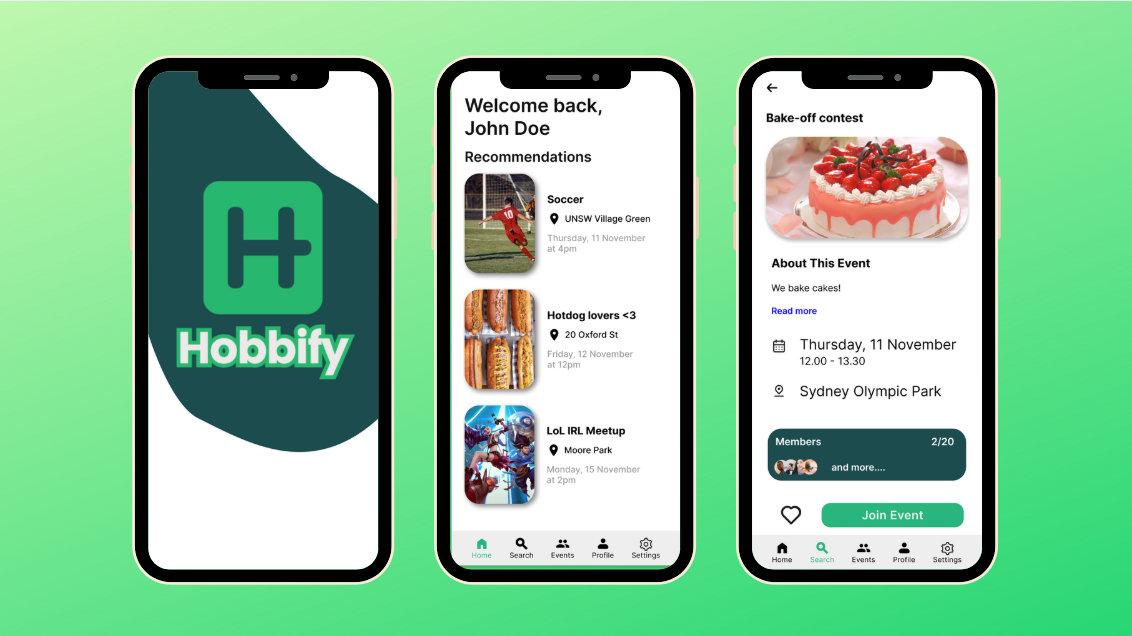 H
Hobbify
Welcome back,
John Doe
Recommendations
Soccer
UNSW Village Green
Thursday, 11 November
at 4pm
Hotdog lovers <3
20 Oxford St
Friday, 12 November
at 12pm
LoL IRL Meetup
Moore Park
Monday, 15 November
at 2pm
Home Search Events Profile Settings
Bake-off contest
About This Event
We bake cakes!
Read more
Thursday, 11 November
12.00 - 13.30
Sydney Olympic Park
Members 2/20
and more....
Join Event
Home Search Events Profile Settings
10